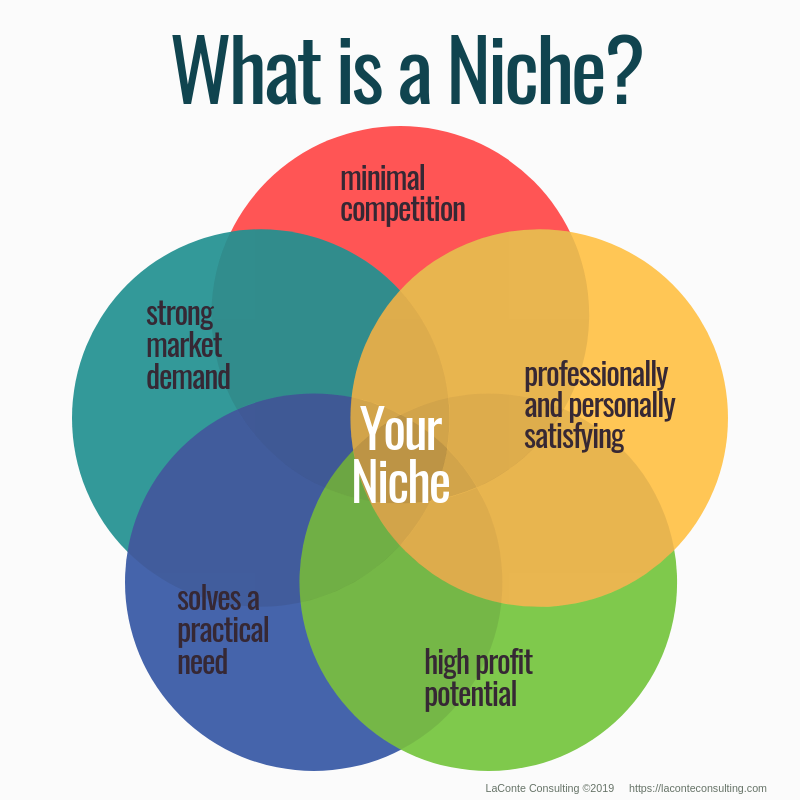 What is a Niche?
minimal
competition
strong
market
demand
professionally
and personally
satisfying
Your
Niche
solves a
practical
need
high profit
potential
LaConte Consulting ©2019 https://laconteconsulting.com